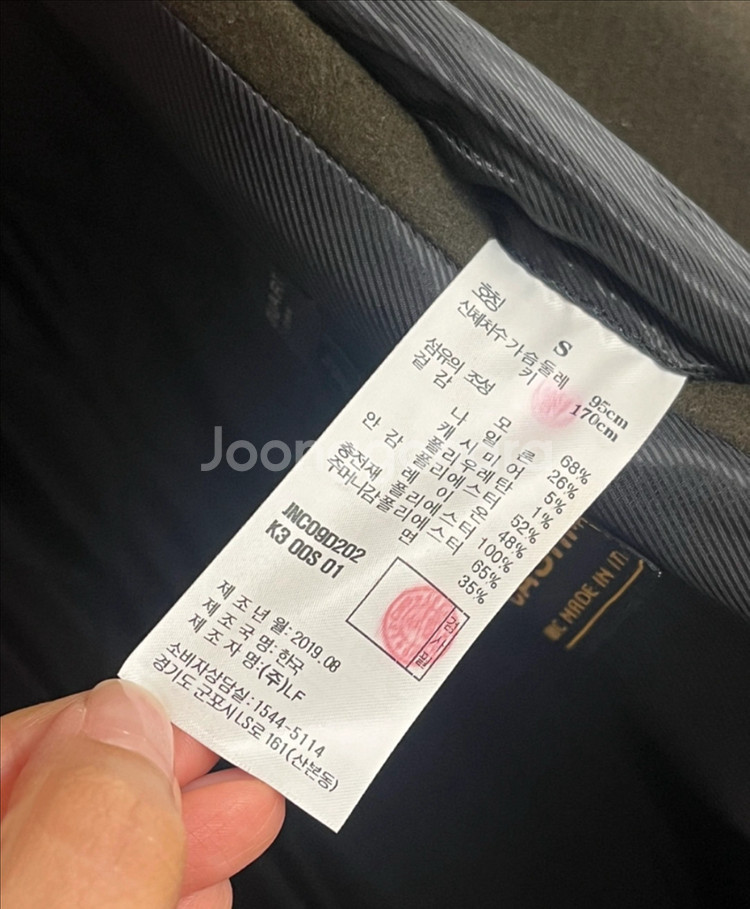 호칭 S
신체치수 가슴둘레 95cm
키 170cm
섬유의 조성
겉감 모 68%
나일론 26%
캐시미어 5%
폴리우레탄 1%
안감 폴리에스터 52%
레이온 48%
충전재 폴리에스터 100%
주머니감 폴리에스터 65%
면 35%
JNC09D202
K3 00S 01
검사필
제조년월:2019.08
제조국명:한국
제조자명:(주)LF
소비자상담실:1544-5114
경기도 군포시LS로 161(산본동)
MADE IN